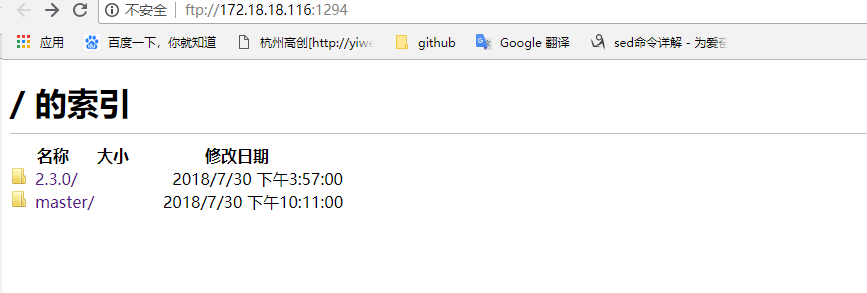 不安全 ftp://172.18.18.116:1294
应用 百度一下，你就知道 杭州高创[http://yiwe github Google 翻译 sed命令详解 - 为爱
/ 的索引
名称 大小 修改日期
2.3.0/ 2018/7/30 下午3:57:00
master/ 2018/7/30 下午10:11:00